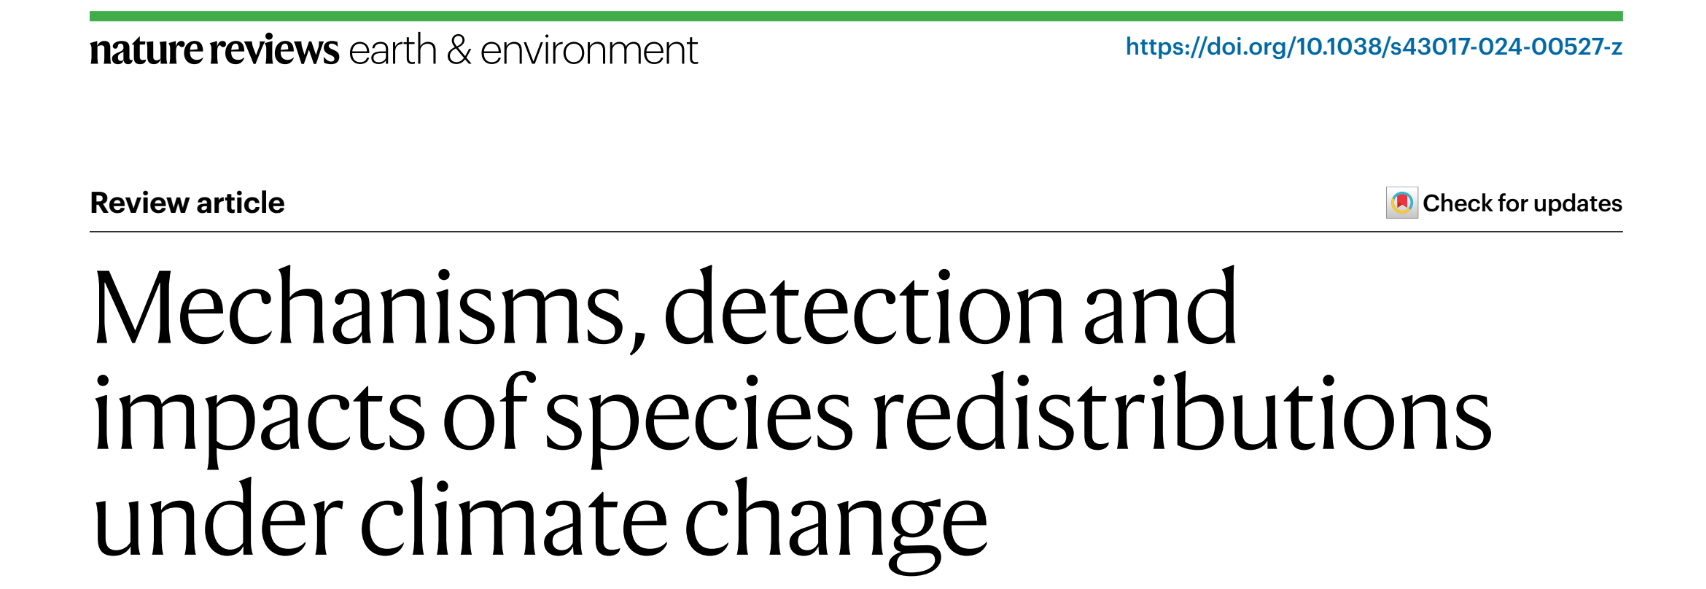 nature reviews earth & environment
https://doi.org/10.1038/s43017-024-00527-z
Review article
Check for updates
Mechanisms, detection and
impacts of species redistributions
under climate change